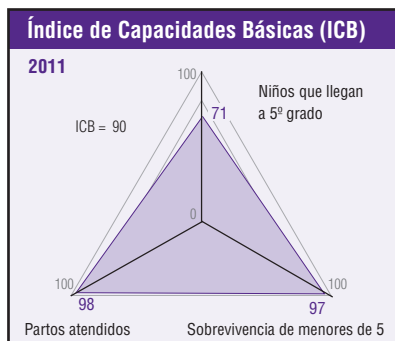 Índice de Capacidades Básicas (ICB)
2011
100
Niños que llegan
a 5º grado
71
ICB = 90
0
100
100
98
97
Partos atendidos
Sobrevivencia de menores de 5